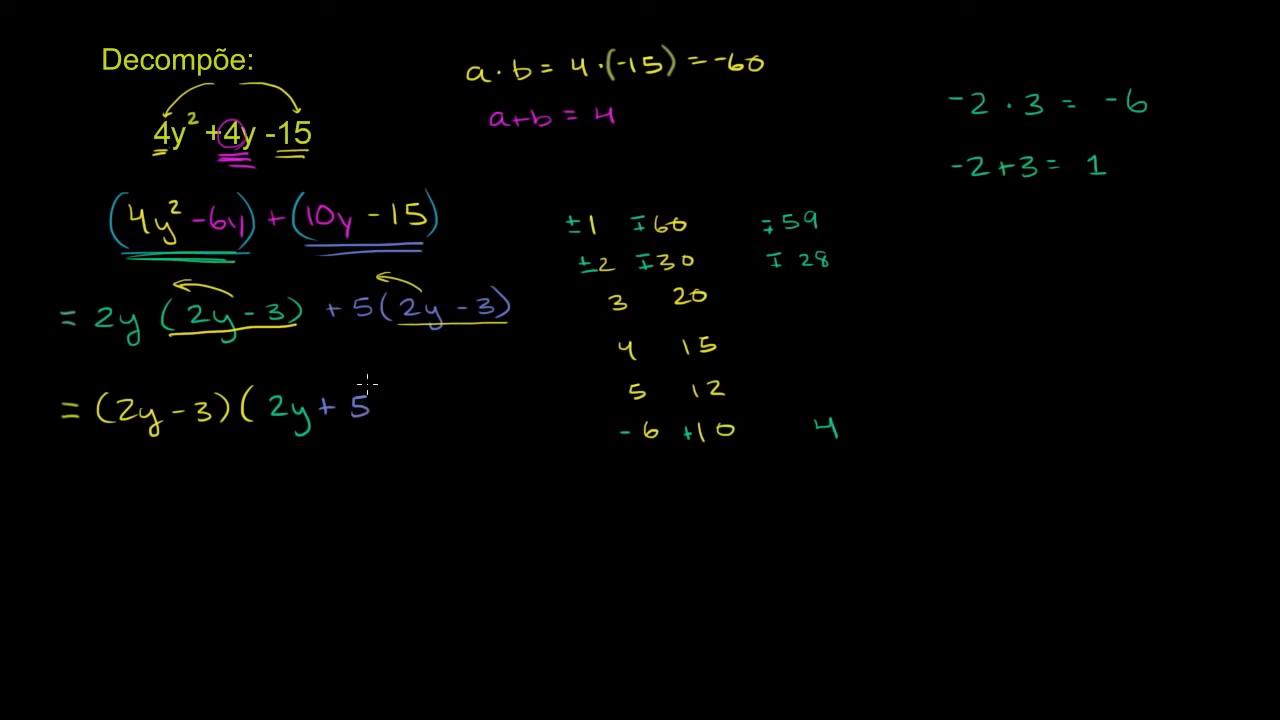 Decompõe:
4y² +4y -15
(4y² -6y) + (10y -15)
= 2y (2y - 3) + 5(2y - 3)
= (2y - 3)( 2y + 5
a · b = 4 · (-15) = -60
a+b = 4
±1 ∓60 ∓59
±2 ∓30 ∓ 28
3 20
4 15
5 12
-6 +10 4
-2 · 3 = -6
-2 + 3 = 1